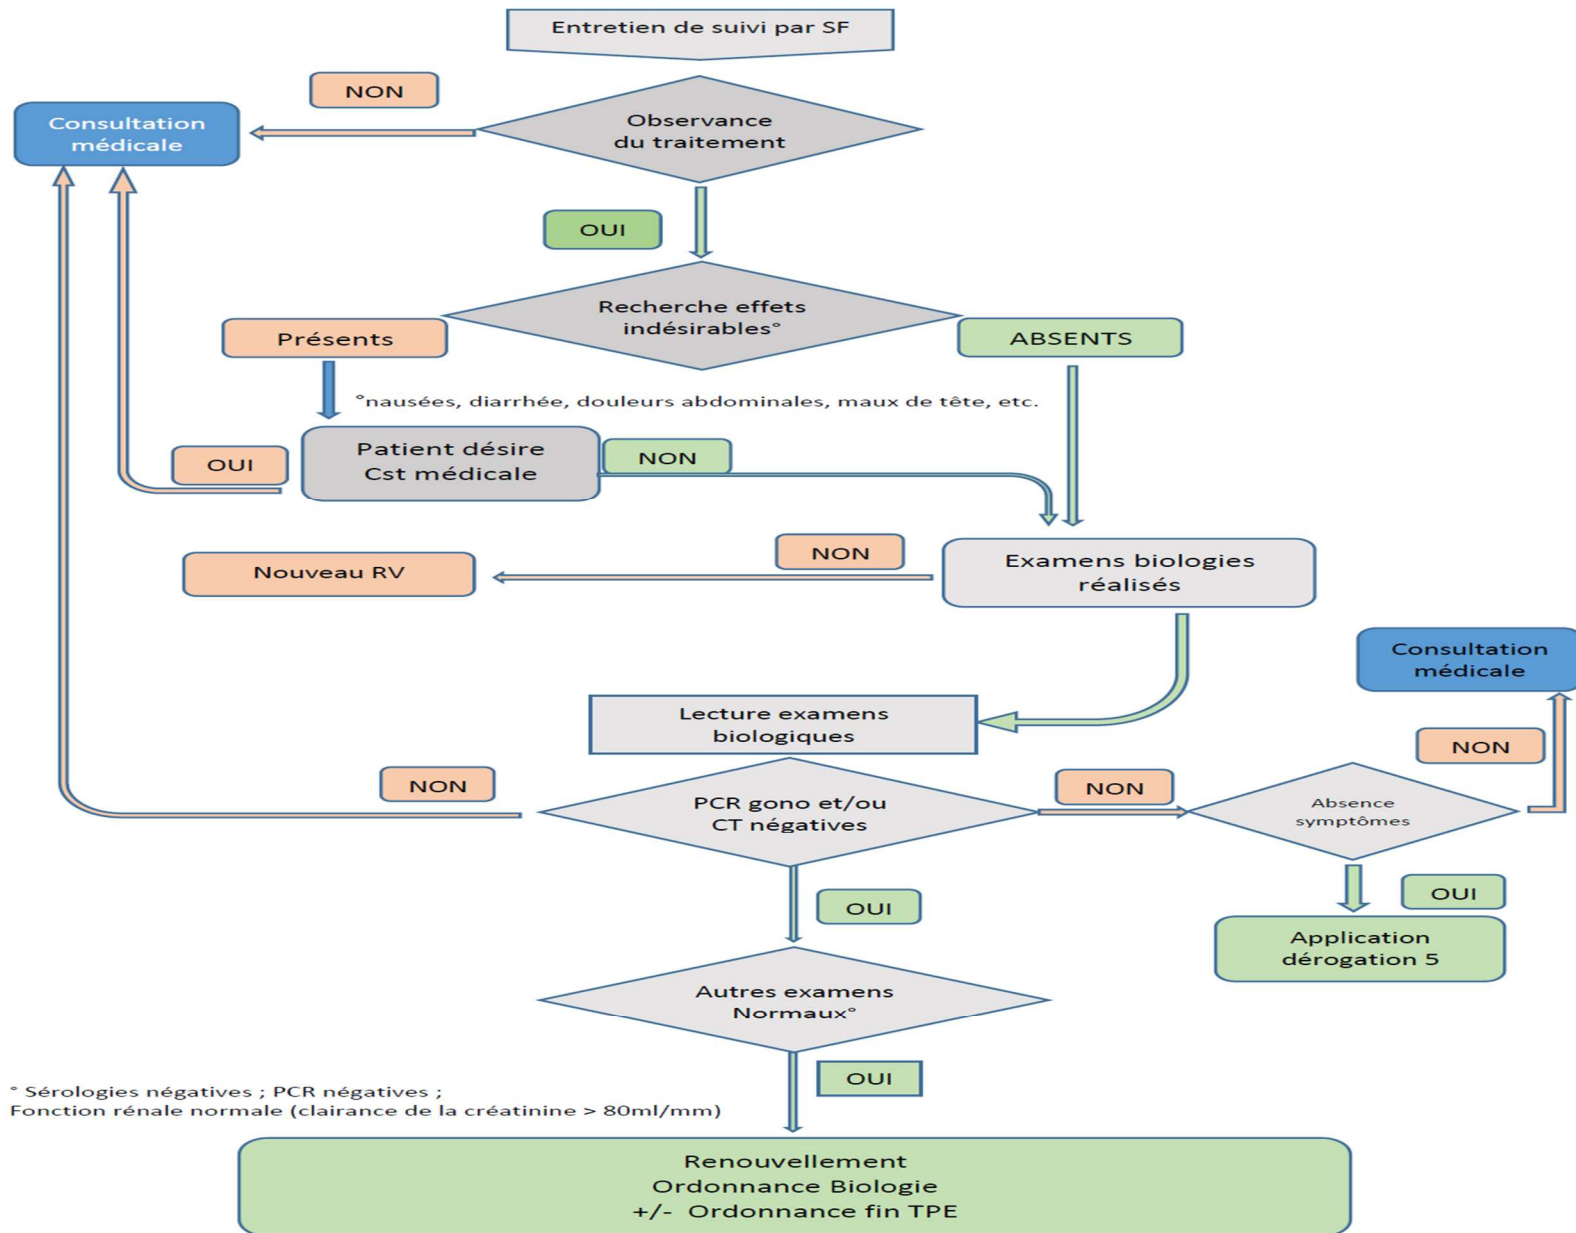 Entretien de suivi par SF
NON
Consultation
médicale
Observance
du traitement
OUI
Recherche effets
indésirables°
Présents
ABSENTS
°nausées, diarrhée, douleurs abdominales, maux de tête, etc.
Patient désire
Cst médicale
OUI
NON
NON
Nouveau RV
Examens biologies
réalisés
Consultation
médicale
Lecture examens
biologiques
NON
NON
NON
PCR gono et/ou
CT négatives
Absence
symptômes
OUI
OUI
Application
dérogation 5
Autres examens
Normaux°
OUI
° Sérologies négatives ; PCR négatives ;
Fonction rénale normale (clairance de la créatinine > 80ml/mm)
Renouvellement
Ordonnance Biologie
+/- Ordonnance fin TPE